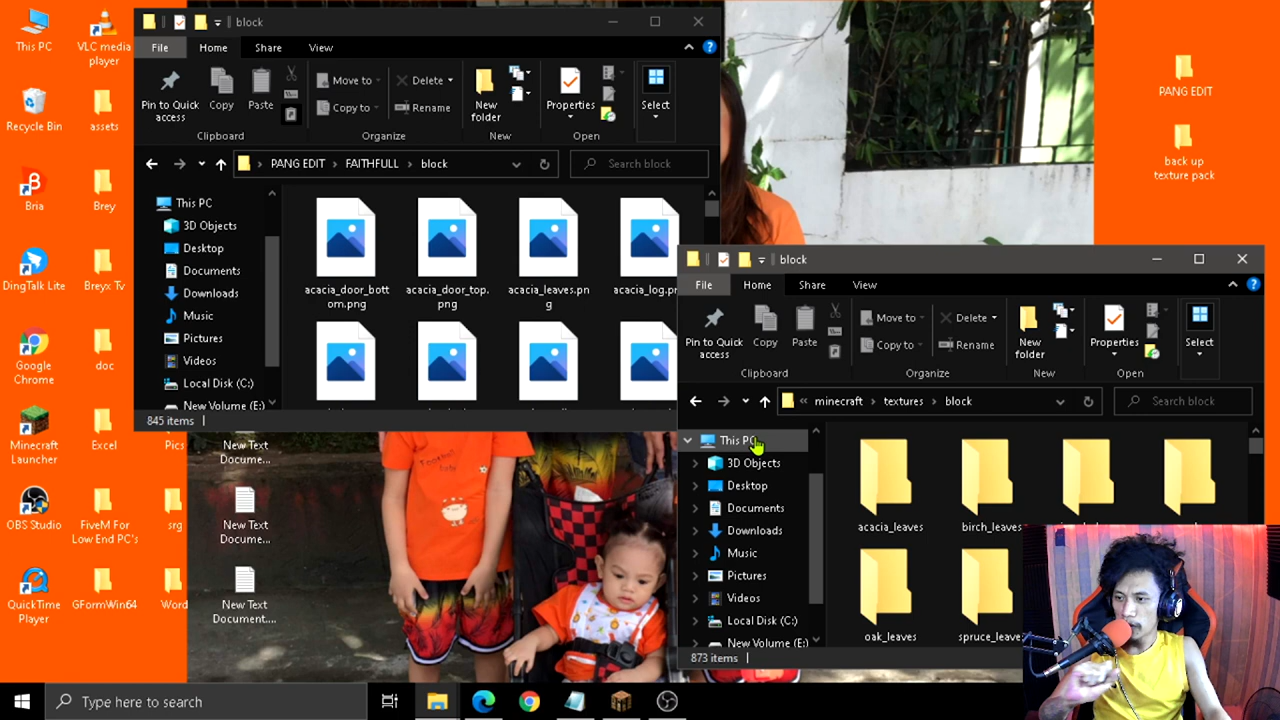 This PC
VLC media
player
Recycle Bin
assets
Bria
Brey
DingTalk Lite
Breyx Tv
Google
Chrome
doc
Minecraft
Launcher
Excel
Pics
OBS Studio
FiveM For
Low End PC's
srg
QuickTime
Player
GFormWin64
Word
New Text
Docume...
New Text
Docume...
New Text
Document....
PANG EDIT
back up
texture pack
block
File
Home
Share
View
Pin to Quick
access
Copy
Paste
Move to
Copy to
Delete
Rename
New
folder
Properties
Select
Clipboard
Organize
New
Open
PANG EDIT
FAITHFULL
block
Search block
This PC
3D Objects
Desktop
Documents
Downloads
Music
Pictures
Videos
Local Disk (C:)
New Volume (E:)
acacia_door_bott
om.png
acacia_door_top.
png
acacia_leaves.pn
g
acacia_log.pn
845 items
block
File
Home
Share
View
Pin to Quick
access
Copy
Paste
Move to
Copy to
Delete
Rename
New
folder
Properties
Select
Clipboard
Organize
New
Open
minecraft
textures
block
Search block
This PC
3D Objects
Desktop
Documents
Downloads
Music
Pictures
Videos
Local Disk (C:)
New Volume (E:)
acacia_leaves
birch_leaves
oak_leaves
spruce_leaves
873 items
Type here to search